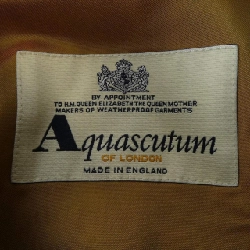 BY APPOINTMENT
TO H.M. QUEEN ELIZABETH THE QUEEN MOTHER
MAKERS OF WEATHERPROOF GARMENTS
Aquascutum
OF LONDON
MADE IN ENGLAND